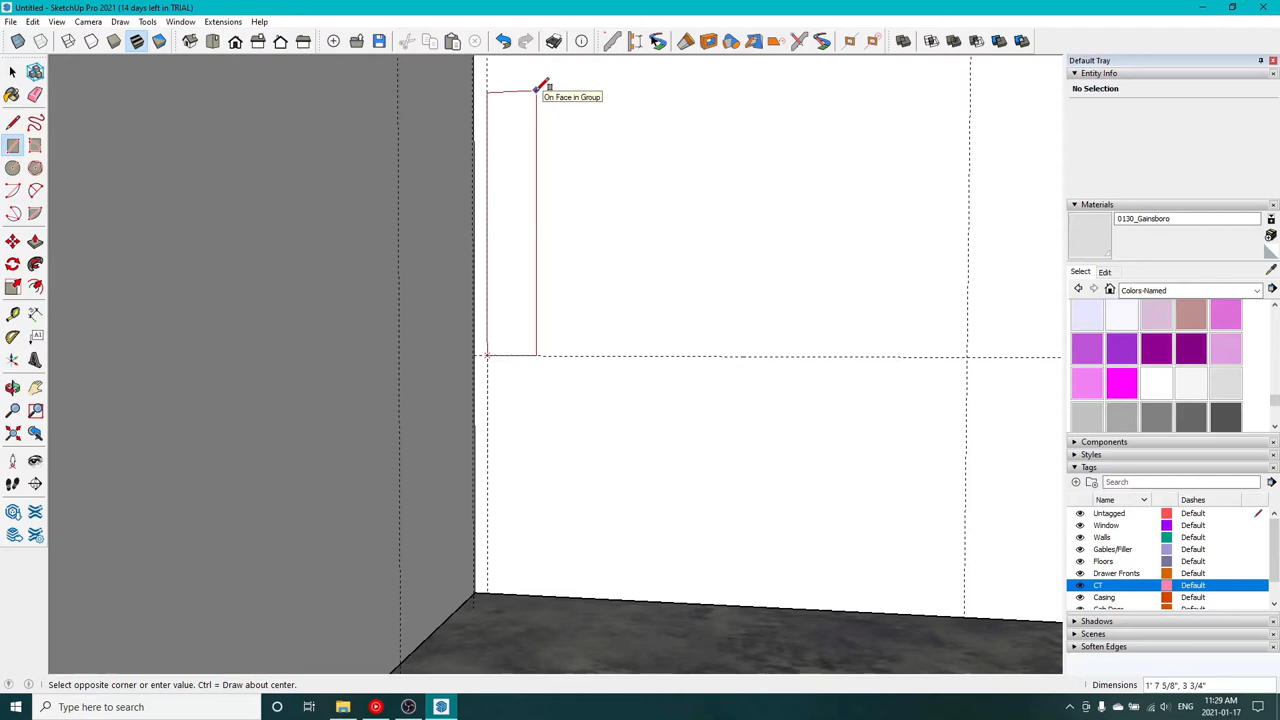 Untitled - SketchUp Pro 2021 (14 days left in TRIAL)
File Edit View Camera Draw Tools Window Extensions Help
Default Tray
Entity Info
No Selection
On Face in Group
Materials
0130_Gainsboro
Select Edit
Colors-Named
Components
Styles
Tags
Search
Name Dashes
Untagged Default
Window Default
Walls Default
Gables/Filler Default
Floors Default
Drawer Fronts Default
CT Default
Casing Default
Cab Door Default
Shadows
Scenes
Soften Edges
Select opposite corner or enter value. Ctrl = Draw about center.
Dimensions 1' 7 5/8", 3 3/4"
Type here to search
ENG
11:29 AM
2021-01-17